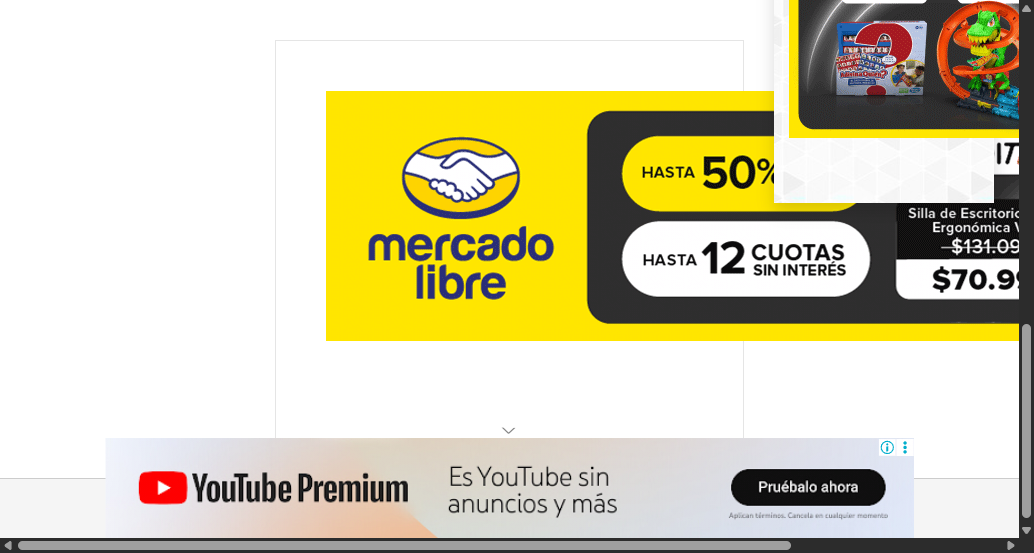 HASTA 50%
mercado
libre
HASTA 12 CUOTAS
SIN INTERÉS
Silla de Escritorio
Ergonómica
$131.09
$70.99
YouTube Premium
Es YouTube sin
anuncios y más
Pruébalo ahora
Aplican términos. Cancela en cualquier momento